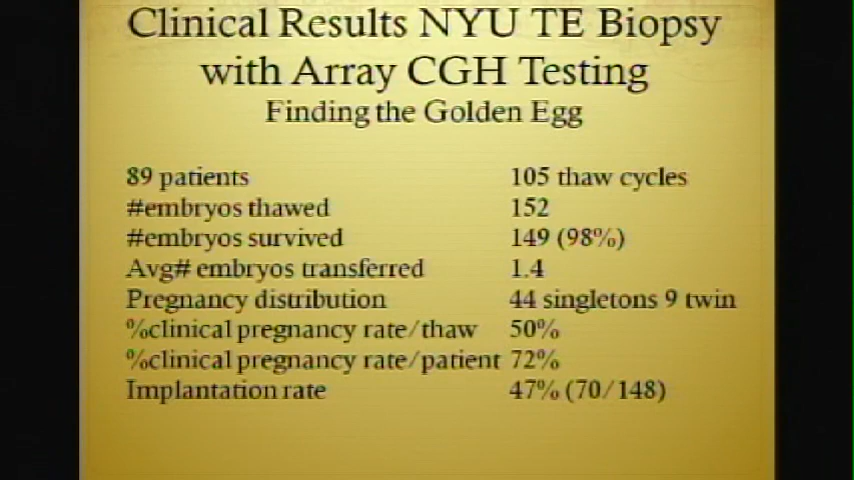 Clinical Results NYU TE Biopsy
with Array CGH Testing
Finding the Golden Egg
89 patients 105 thaw cycles
#embryos thawed 152
#embryos survived 149 (98%)
Avg# embryos transferred 1.4
Pregnancy distribution 44 singletons 9 twin
%clinical pregnancy rate/thaw 50%
%clinical pregnancy rate/patient 72%
Implantation rate 47% (70/148)